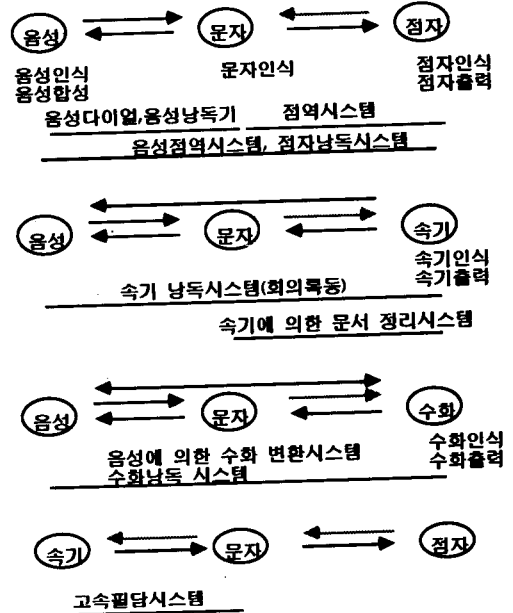 음성 문자 점자
음성인식 문자인식 점자인식
음성합성 점자출력
음성다이얼,음성낭독기 점역시스템
음성점역시스템, 점자낭독시스템
음성 문자 속기
속기인식
속기출력
속기 낭독시스템(회의록등)
속기에 의한 문서 정리시스템
음성 문자 수화
수화인식
수화출력
음성에 의한 수화 변환시스템
수화낭독 시스템
속기 문자 점자
고속필담시스템